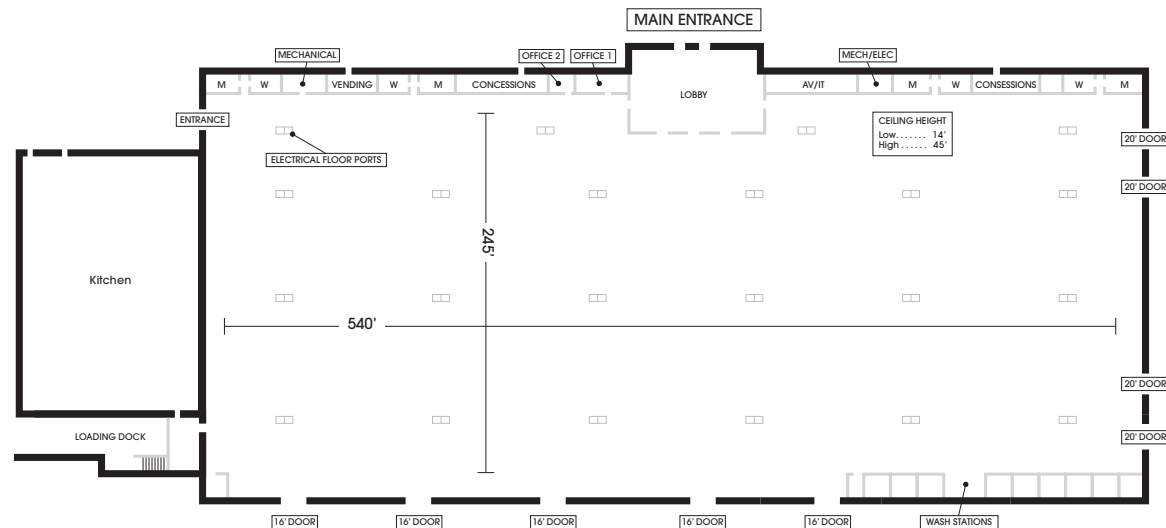 MAIN ENTRANCE
MECHANICAL
OFFICE 2
OFFICE 1
MECH/ELEC
M
W
VENDING
W
M
CONCESSIONS
LOBBY
AV/IT
M
W
CONSESSIONS
W
M
ENTRANCE
CEILING HEIGHT
Low....... 14'
High...... 45'
ELECTRICAL FLOOR PORTS
20' DOOR
20' DOOR
245'
Kitchen
540'
20' DOOR
20' DOOR
LOADING DOCK
16' DOOR
16' DOOR
16' DOOR
16' DOOR
16' DOOR
WASH STATIONS